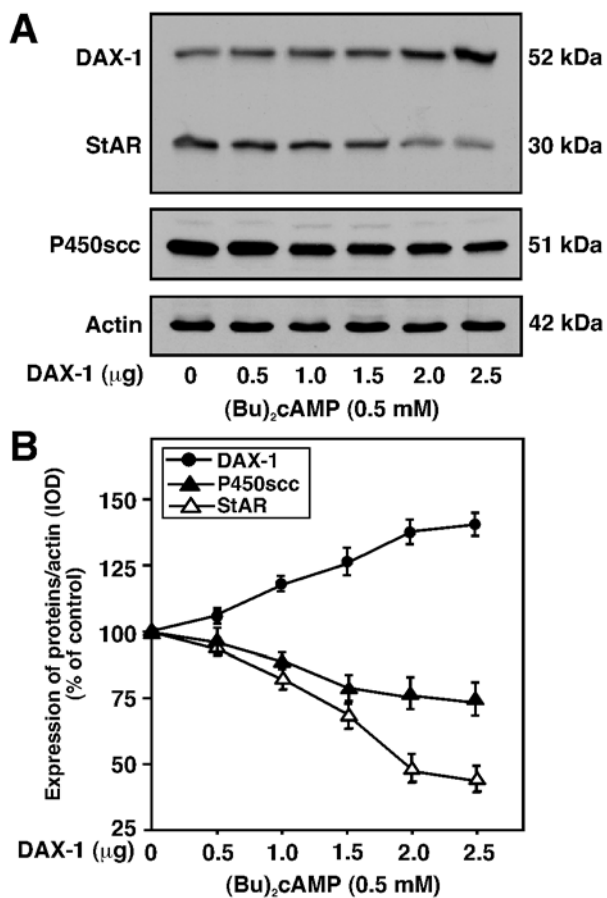 A
DAX-1 52 kDa
StAR 30 kDa
P450scc 51 kDa
Actin 42 kDa
DAX-1 (μg) 0 0.5 1.0 1.5 2.0 2.5
(Bu)₂cAMP (0.5 mM)
B
DAX-1
P450scc
StAR
Expression of proteins/actin (IOD)
(% of control)
150
125
100
75
50
25
DAX-1 (μg) 0 0.5 1.0 1.5 2.0 2.5
(Bu)₂cAMP (0.5 mM)